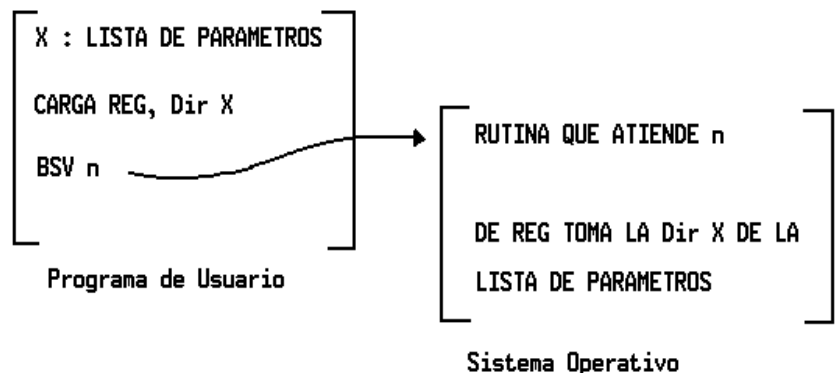 X : LISTA DE PARAMETROS
CARGA REG, Dir X
BSV n
Programa de Usuario
RUTINA QUE ATIENDE n
DE REG TOMA LA Dir X DE LA
LISTA DE PARAMETROS
Sistema Operativo